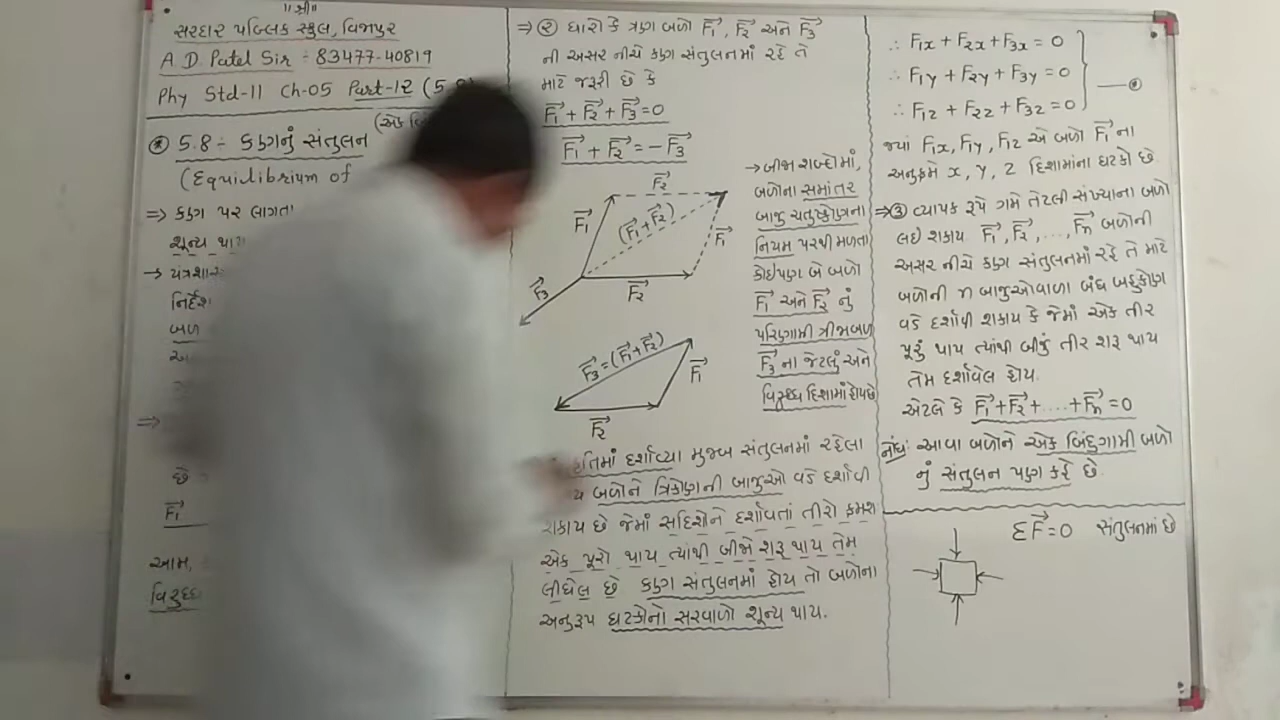 ॥ श्री ॥
સરદાર પબ્લિક સ્કુલ, વિજાપુર
A. D. Patel Sir : 83477-40819
Phy Std-11 Ch-05 Part-12 (5.8)
5.8 : કણનું સંતુલન
(Equilibrium of
⇒ કણ પર લાગતા
શૂન્ય થાય
→ યંત્રશાસ્
નિર્દેશ
બળ
⇒
છે
F₁
આમ,
વિરુધ્ધ
⇒ ② ધારો કે ત્રણ બળો F₁, F₂ અને F₃
ની અસર નીચે કણ સંતુલનમાં રહે તે
માટે જરૂરી છે કે
F₁ + F₂ + F₃ = 0
F₁ + F₂ = -F₃
F₂
F₁
(F₁+F₂)
F₁
F₃
F₂
F₃ = (F₁+F₂)
F₁
F₂
→ બીજા શબ્દોમાં,
બળોના સમાંતર
બાજુ ચતુષ્કોણના
નિયમ પરથી મળતા
કોઈપણ બે બળો
F₁ અને F₂ નું
પરિણામી ત્રીજાબળ
F₃ ના જેટલું અને
વિરુધ્ધ દિશામાં હોય છે
દર્શાવ્યા મુજબ સંતુલનમાં રહેલા
બળોને ત્રિકોણની બાજુઓ વડે દર્શાવી
શકાય છે જેમાં સદિશોને દર્શાવતાં તીરો ક્રમશ
એક પૂરો થાય ત્યાંથી બીજો શરૂ થાય તેમ
લીધેલ છે કણ સંતુલનમાં હોય તો બળોના
અનુરૂપ ઘટકોનો સરવાળો શૂન્ય થાય.
∴ F₁x + F₂x + F₃x = 0
∴ F₁y + F₂y + F₃y = 0
∴ F₁z + F₂z + F₃z = 0
જ્યાં F₁x, F₁y, F₁z એ બળો F₁ ના
અનુક્રમે x, y, z દિશામાંના ઘટકો છે
⇒ ③ વ્યાપક રૂપે ગમે તેટલી સંખ્યાના બળો
લઈ શકાય. F₁, F₂, ...., Fn બળોની
અસર નીચે કણ સંતુલનમાં રહે તે માટે
બળોની n બાજુઓવાળા બંધ બહુકોણ
વડે દર્શાવી શકાય કે જેમાં એક તીર
પૂરું થાય ત્યાંથી બીજું તીર શરૂ થાય
તેમ દર્શાવેલ હોય.
એટલે કે F₁+F₂+....+Fn = 0
નોંધ: આવા બળોને એક બિંદુગામી બળો
નું સંતુલન પણ કહે છે.
ΣF = 0 સંતુલનમાં છે